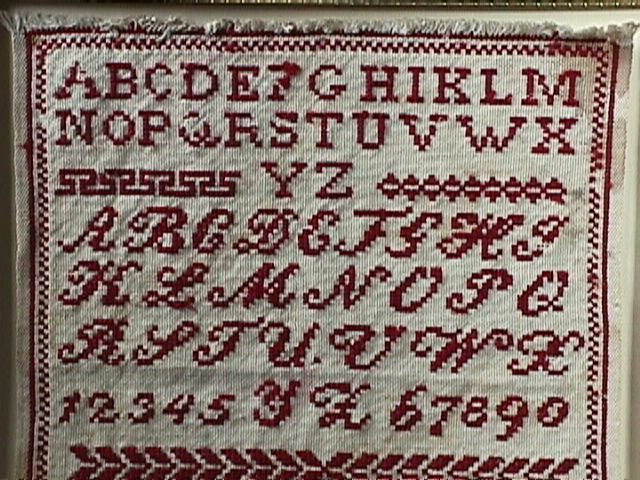 ABCDEFGHIKLM
NOPQRSTUVWX
YZ
ABCDEFGHI
KLMNOPQ
RSTUVWX
12345YZ67890